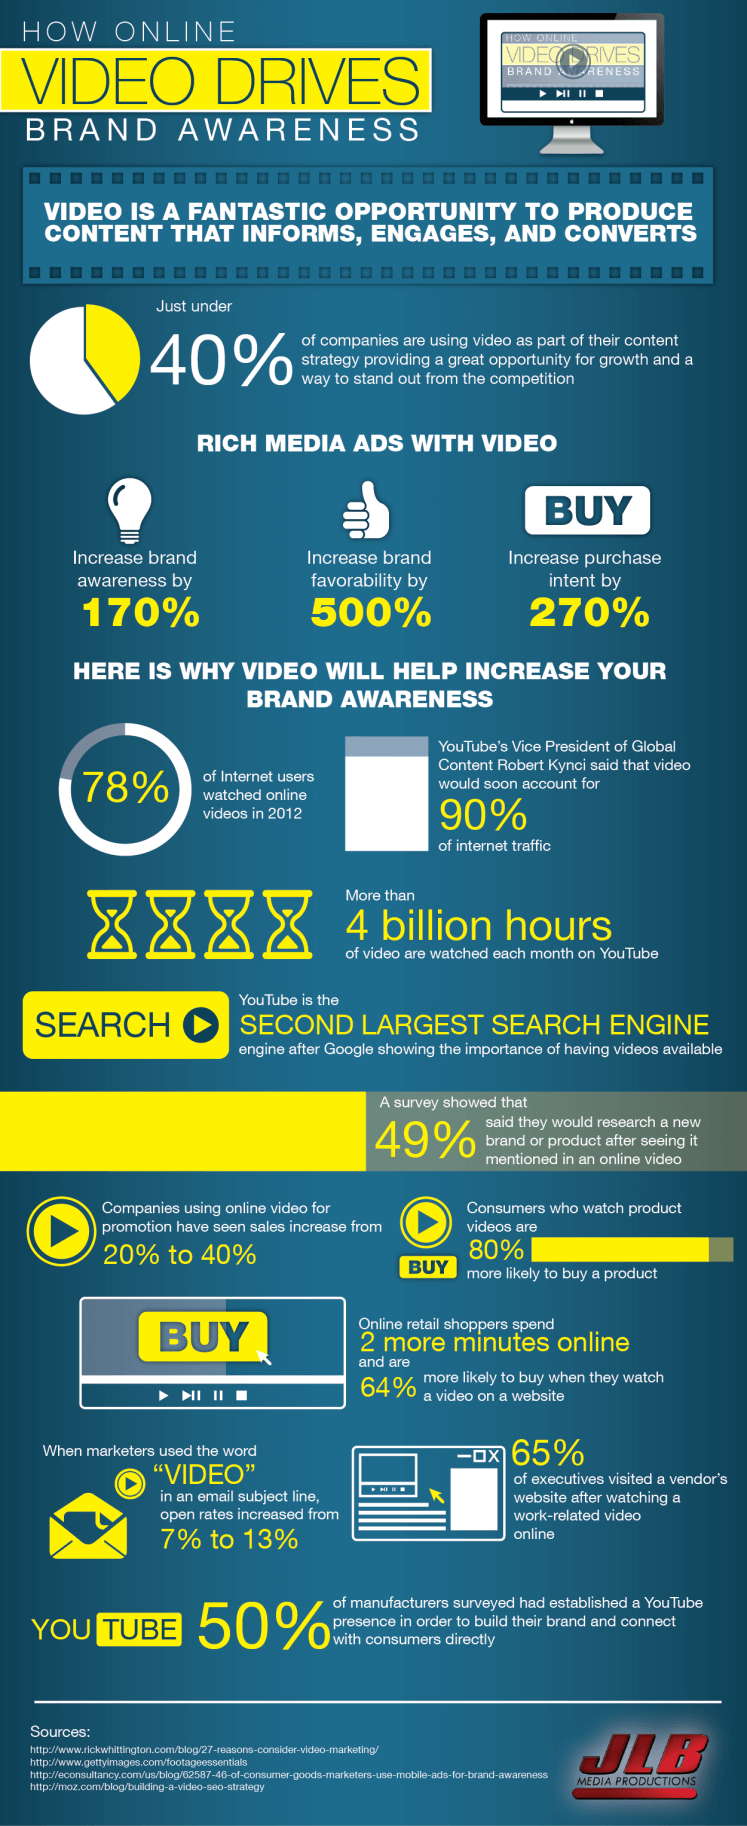 HOW ONLINE
VIDEO DRIVES
BRAND AWARENESS
HOW ONLINE
VIDEO DRIVES
BRAND AWARENESS
VIDEO IS A FANTASTIC OPPORTUNITY TO PRODUCE
CONTENT THAT INFORMS, ENGAGES, AND CONVERTS
Just under
40%
of companies are using video as part of their content
strategy providing a great opportunity for growth and a
way to stand out from the competition
RICH MEDIA ADS WITH VIDEO
Increase brand
awareness by
170%
Increase brand
favorability by
500%
BUY
Increase purchase
intent by
270%
HERE IS WHY VIDEO WILL HELP INCREASE YOUR
BRAND AWARENESS
78%
of Internet users
watched online
videos in 2012
YouTube's Vice President of Global
Content Robert Kynci said that video
would soon account for
90%
of internet traffic
More than
4 billion hours
of video are watched each month on YouTube
SEARCH
YouTube is the
SECOND LARGEST SEARCH ENGINE
engine after Google showing the importance of having videos available
A survey showed that
49%
said they would research a new
brand or product after seeing it
mentioned in an online video
Companies using online video for
promotion have seen sales increase from
20% to 40%
BUY
Consumers who watch product
videos are
80%
more likely to buy a product
BUY
Online retail shoppers spend
2 more minutes online
and are
64%
more likely to buy when they watch
a video on a website
When marketers used the word
“VIDEO”
in an email subject line,
open rates increased from
7% to 13%
65%
of executives visited a vendor's
website after watching a
work-related video
online
YOU TUBE
50%
of manufacturers surveyed had established a YouTube
presence in order to build their brand and connect
with consumers directly
Sources:
http://www.rickwhittington.com/blog/27-reasons-consider-video-marketing/
http://www.gettyimages.com/footageessentials
http://econsultancy.com/us/blog/62587-46-of-consumer-goods-marketers-use-mobile-ads-for-brand-awareness
http://moz.com/blog/building-a-video-seo-strategy
JLB
MEDIA PRODUCTIONS